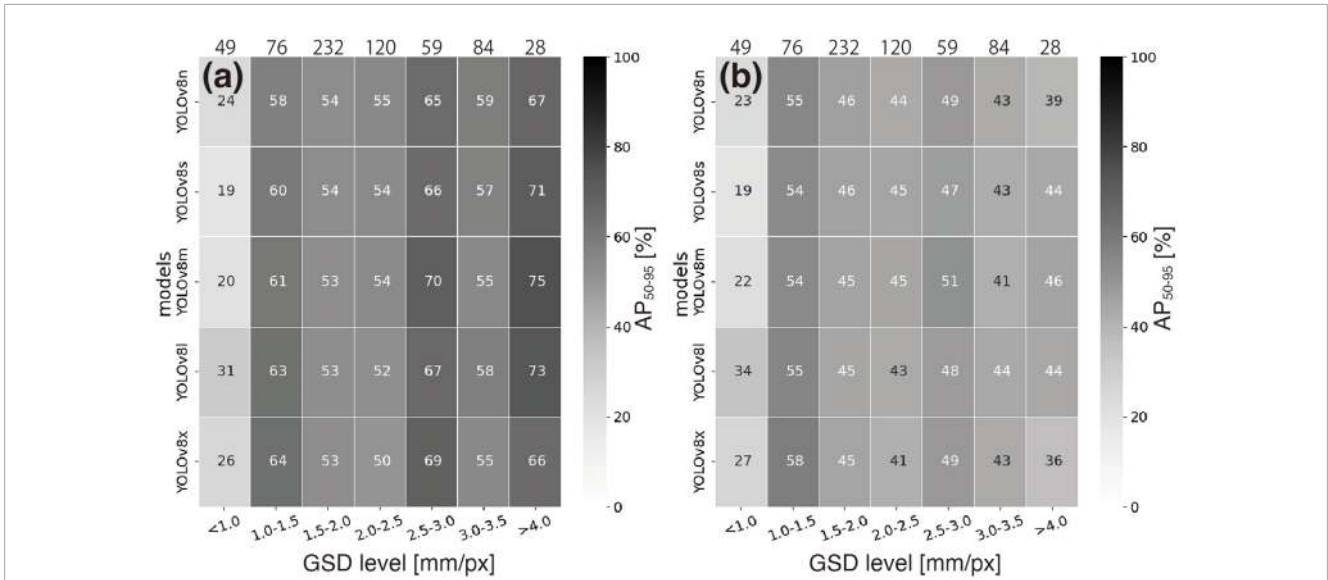 49 76 232 120 59 84 28
(a)
YOLOv8n 24 58 54 55 65 59 67
YOLOv8s 19 60 54 54 66 57 71
YOLOv8m 20 61 53 54 70 55 75
YOLOv8l 31 63 53 52 67 58 73
YOLOv8x 26 64 53 50 69 55 66
models
<1.0 1.0-1.5 1.5-2.0 2.0-2.5 2.5-3.0 3.0-3.5 >4.0
GSD level [mm/px]
100
80
60
40
20
0
AP50-95 [%]
49 76 232 120 59 84 28
(b)
YOLOv8n 23 55 46 44 49 43 39
YOLOv8s 19 54 46 45 47 43 44
YOLOv8m 22 54 45 45 51 41 46
YOLOv8l 34 55 45 43 48 44 44
YOLOv8x 27 58 45 41 49 43 36
models
<1.0 1.0-1.5 1.5-2.0 2.0-2.5 2.5-3.0 3.0-3.5 >4.0
GSD level [mm/px]
100
80
60
40
20
0
AP50-95 [%]